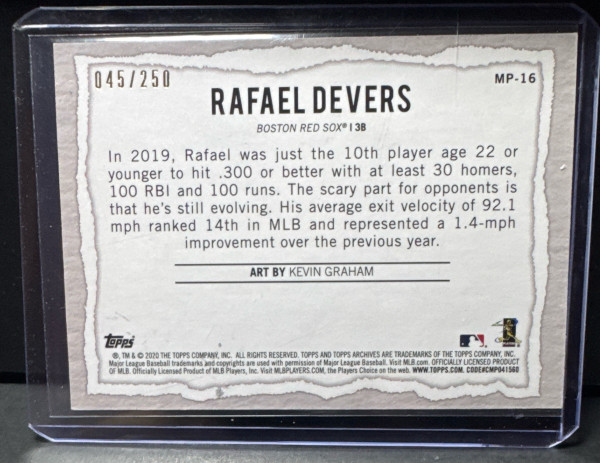 045/250
MP-16
RAFAEL DEVERS
BOSTON RED SOX® | 3B
In 2019, Rafael was just the 10th player age 22 or
younger to hit .300 or better with at least 30 homers,
100 RBI and 100 runs. The scary part for opponents is
that he's still evolving. His average exit velocity of 92.1
mph ranked 14th in MLB and represented a 1.4-mph
improvement over the previous year.
ART BY KEVIN GRAHAM
Topps
®, TM & © 2020 THE TOPPS COMPANY, INC. ALL RIGHTS RESERVED. TOPPS AND TOPPS ARCHIVES ARE TRADEMARKS OF THE TOPPS COMPANY, INC.
Major League Baseball trademarks and copyrights are used with permission of Major League Baseball. Visit MLB.com. OFFICIALLY LICENSED PRODUCT
OF MLB. Officially Licensed Product of MLB Players, Inc. Visit MLBPLAYERS.COM, the Players Choice on the web. WWW.TOPPS.COM. CODE#CMP041560